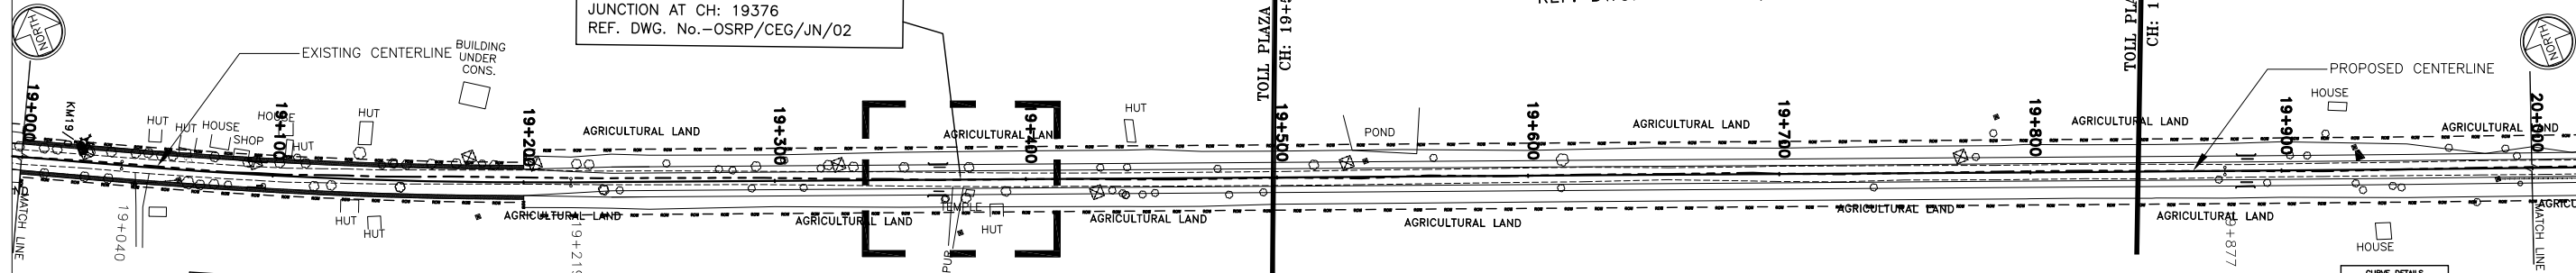 JUNCTION AT CH: 19376
REF. DWG. No.-OSRP/CEG/JN/02
NORTH
EXISTING CENTERLINE
BUILDING
UNDER
CONS.
TOLL PLAZA
PROPOSED CENTERLINE
NORTH
HOUSE
19+000
KM19
HUT
HUT
HOUSE
SHOP
HOUSE
19+100
HUT
HUT
19+200
AGRICULTURAL LAND
19+300
AGRICULTURAL LAND
19+400
HUT
19+500
POND
19+600
AGRICULTURAL LAND
19+700
19+800
AGRICULTURAL LAND
19+900
AGRICULTURAL LAND
20+000
MATCH LINE
19+040
HUT
HUT
AGRICULTURAL LAND
19+219
AGRICULTURAL LAND
TEMPLE
HUT
AGRICULTURAL LAND
AGRICULTURAL LAND
AGRICULTURAL LAND
AGRICULTURAL LAND
19+877
HOUSE
MATCH LINE